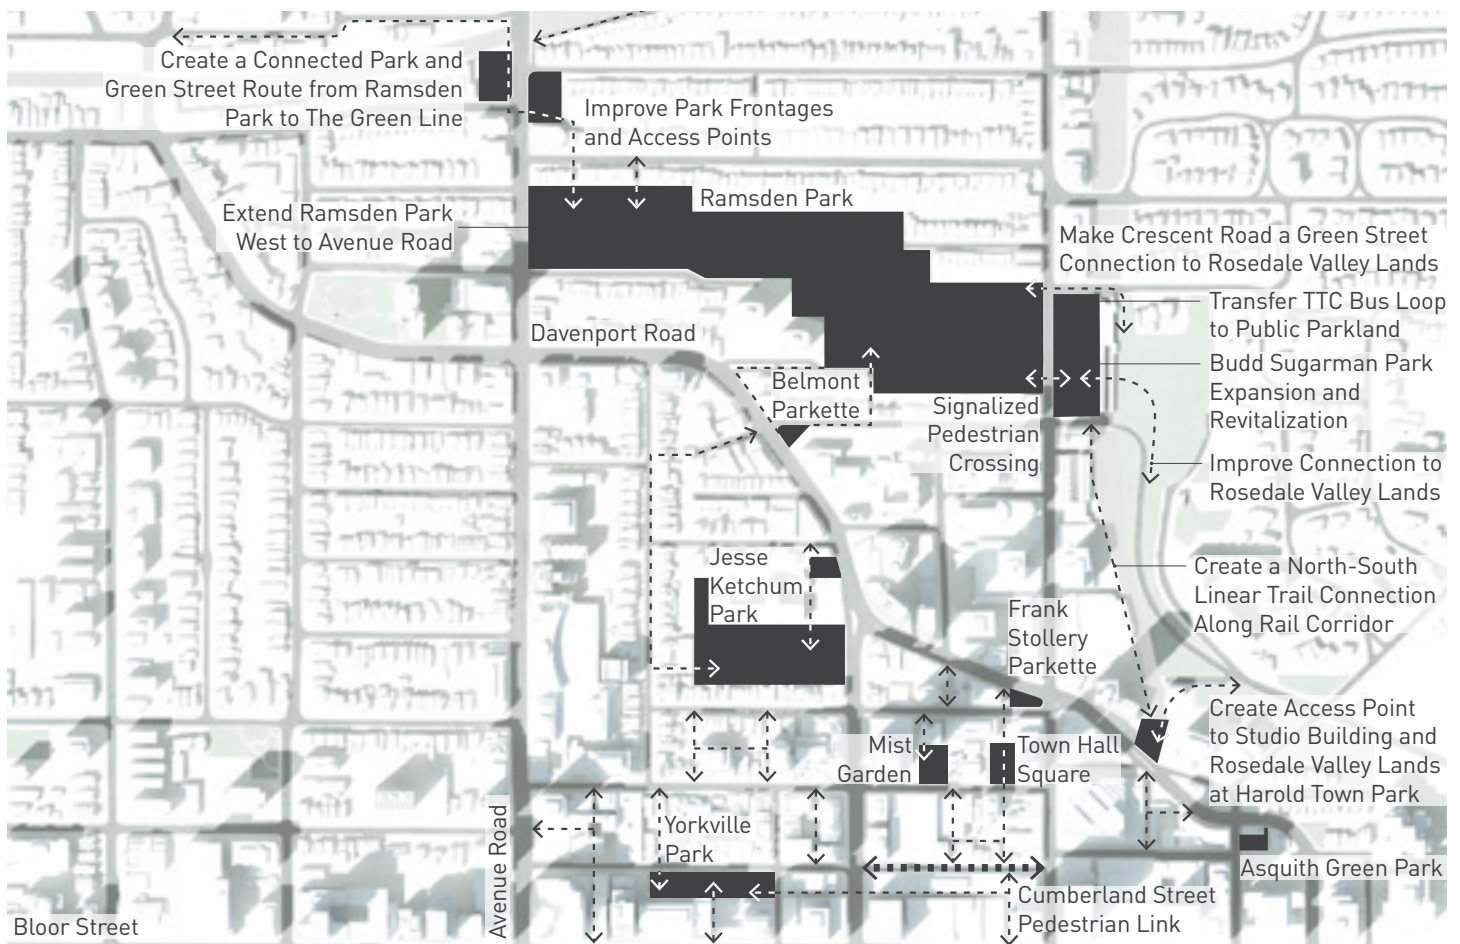 Create a Connected Park and
Green Street Route from Ramsden
Park to The Green Line
Improve Park Frontages
and Access Points
Ramsden Park
Extend Ramsden Park
West to Avenue Road
Make Crescent Road a Green Street
Connection to Rosedale Valley Lands
Transfer TTC Bus Loop
to Public Parkland
Davenport Road
Budd Sugarman Park
Expansion and
Revitalization
Belmont
Parkette
Signalized
Pedestrian
Crossing
Improve Connection to
Rosedale Valley Lands
Jesse
Ketchum
Park
Create a North-South
Linear Trail Connection
Along Rail Corridor
Frank
Stollery
Parkette
Create Access Point
to Studio Building and
Rosedale Valley Lands
at Harold Town Park
Mist
Garden
Town Hall
Square
Avenue Road
Yorkville
Park
Asquith Green Park
Cumberland Street
Pedestrian Link
Bloor Street